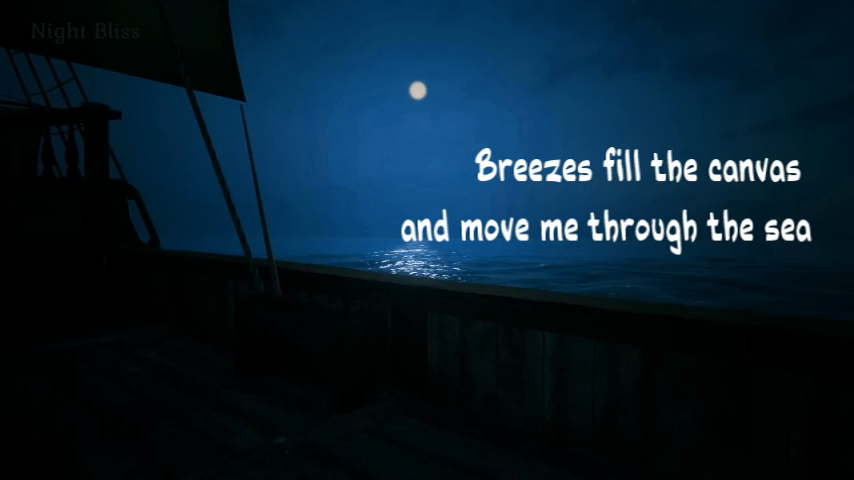 Night Bliss
Breezes fill the canvas
and move me through the sea